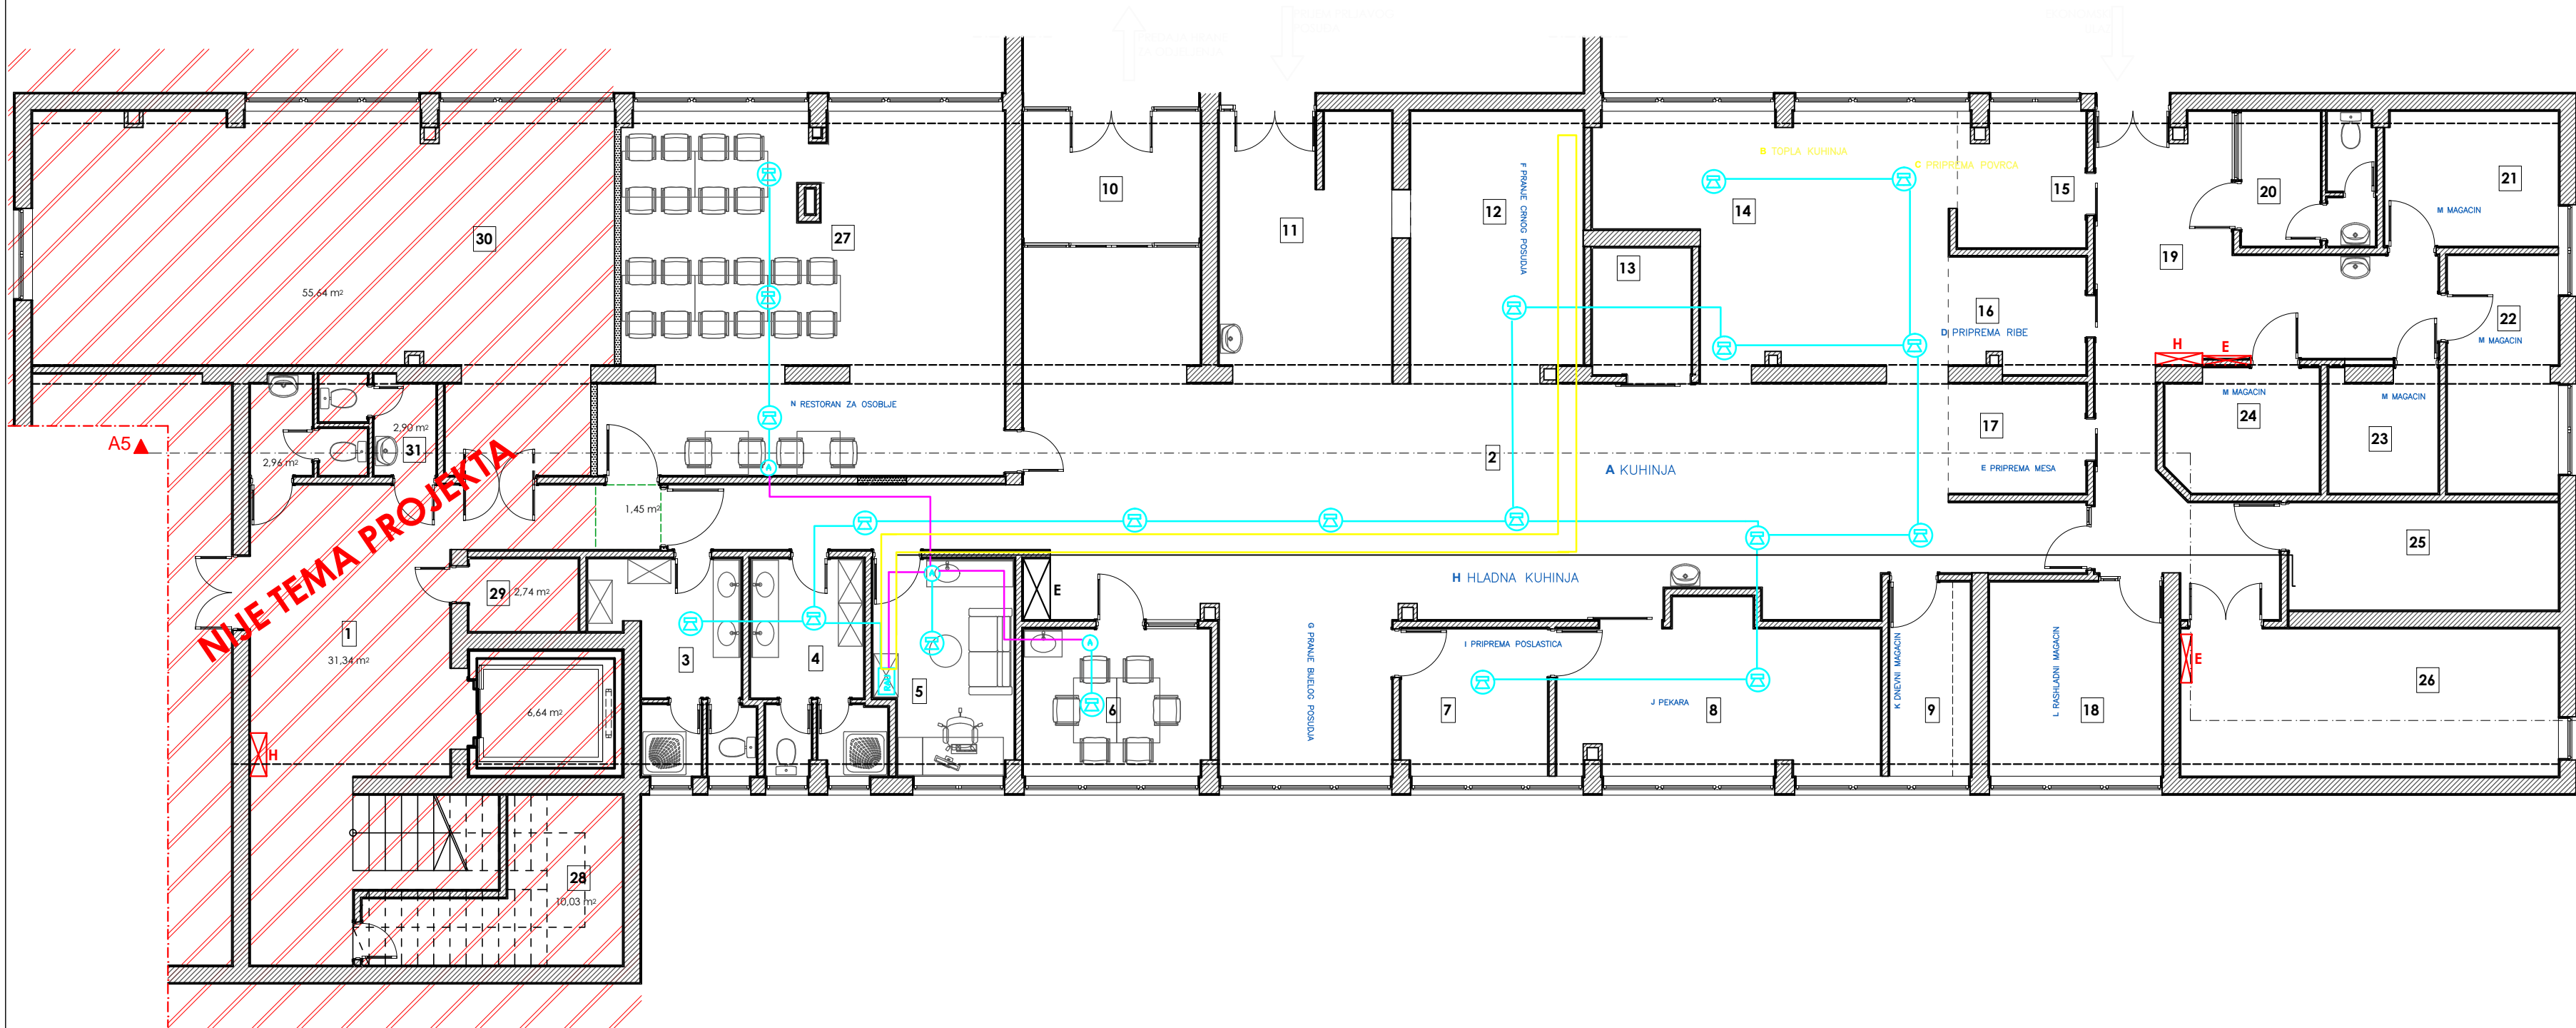 B TOPLA KUHINJA
C PRIPREMA POVRCA
10
11
12
F PRANJE CRNOG POSUDJA
13
14
15
16
D PRIPREMA RIBE
19
20
21
M MAGACIN
22
M MAGACIN
H
E
30
55,64 m²
27
N RESTORAN ZA OSOBLJE
A5
2,96 m²
2,90 m²
31
NIJE TEMA PROJEKTA
1,45 m²
A
2
A KUHINJA
17
E PRIPREMA MESA
24
M MAGACIN
23
M MAGACIN
25
29
2,74 m²
1
31,34 m²
6,64 m²
H
28
10,03 m²
3
4
A
5
E
A
6
G PRANJE BIJELOG POSUDJA
H HLADNA KUHINJA
I PRIPREMA POSLASTICA
7
J PEKARA
8
K DNEVNI MAGACIN
9
L RASHLADNI MAGACIN
18
E
26